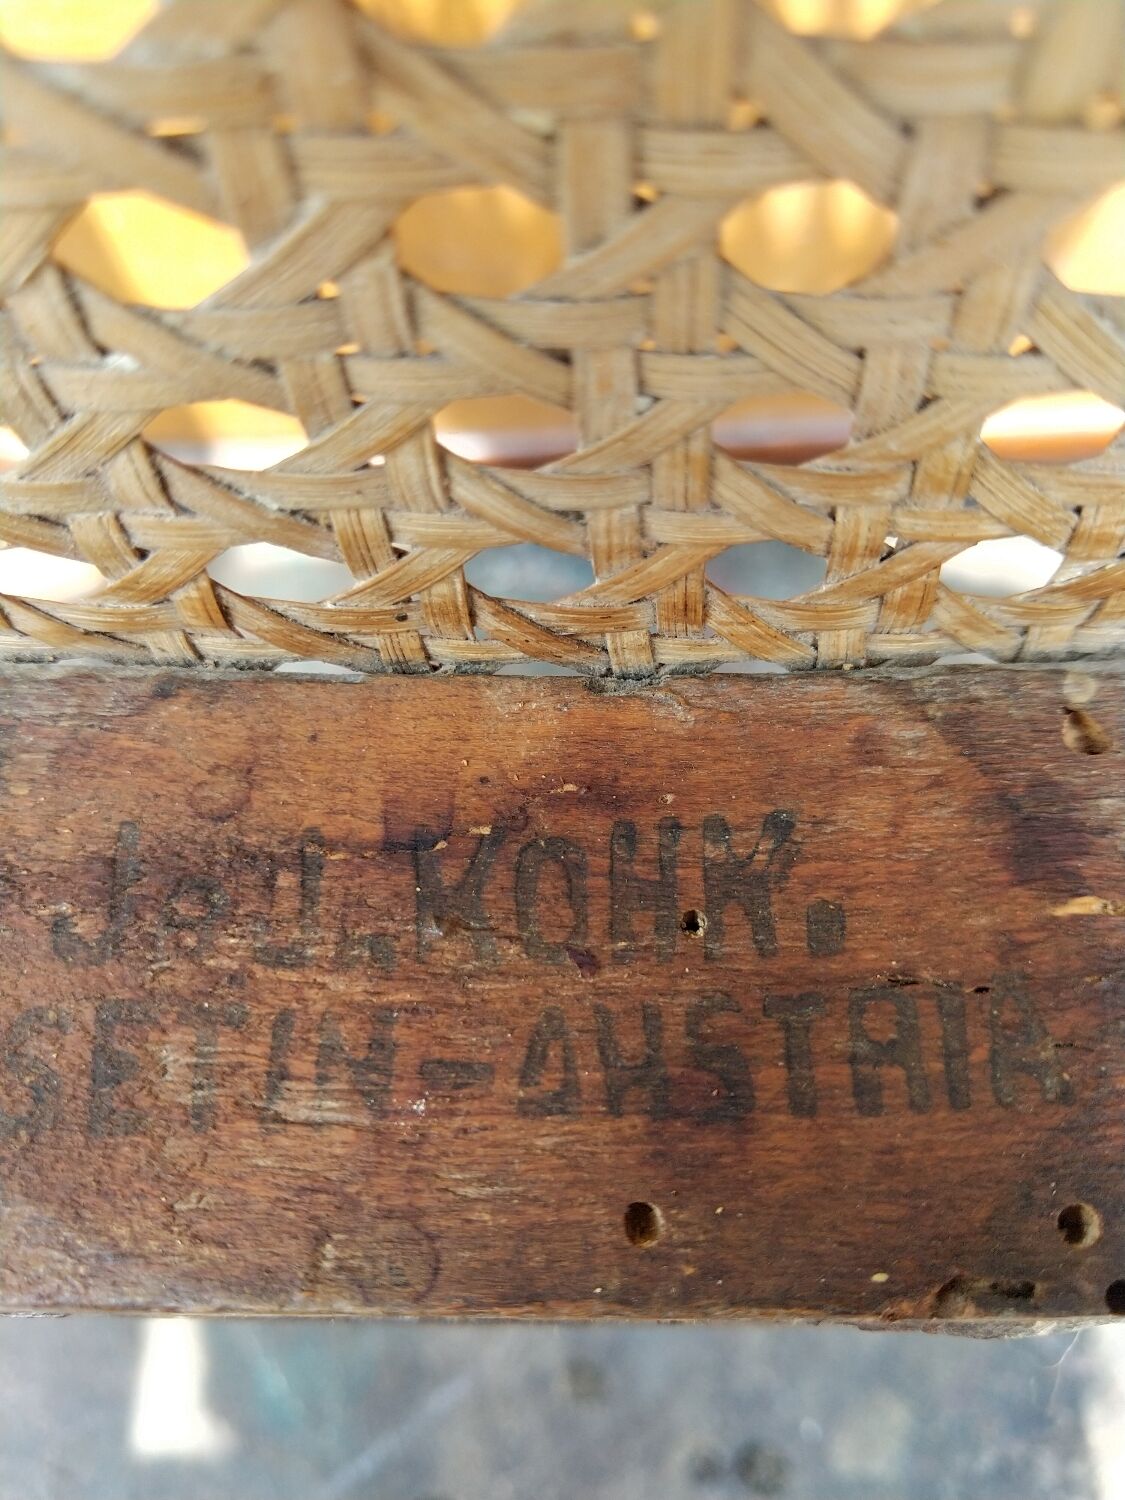 J. & J. KOHN.
SETIN-AUSTRIA